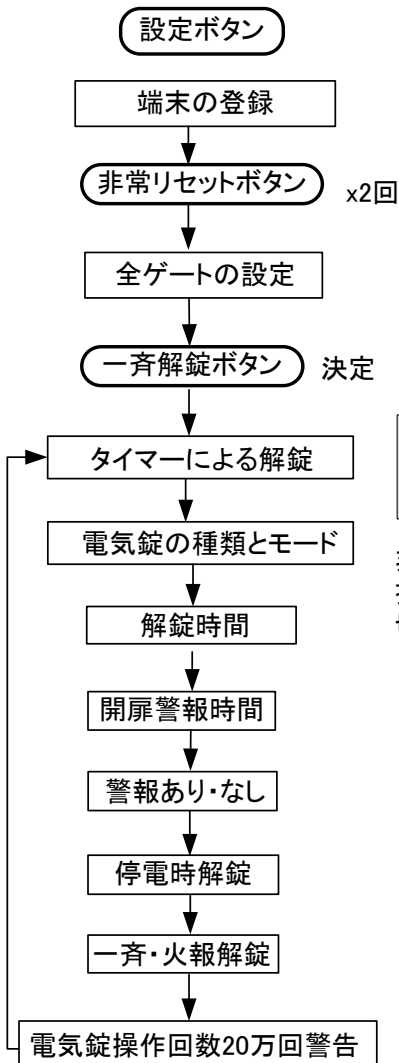 設定ボタン
端末の登録
非常リセットボタン
x2回
全ゲートの設定
一斉解錠ボタン
決定
タイマーによる解錠
電気錠の種類とモード
解錠時間
開扉警報時間
警報あり・なし
停電時解錠
一斉・火報解錠
電気錠操作回数20万回警告